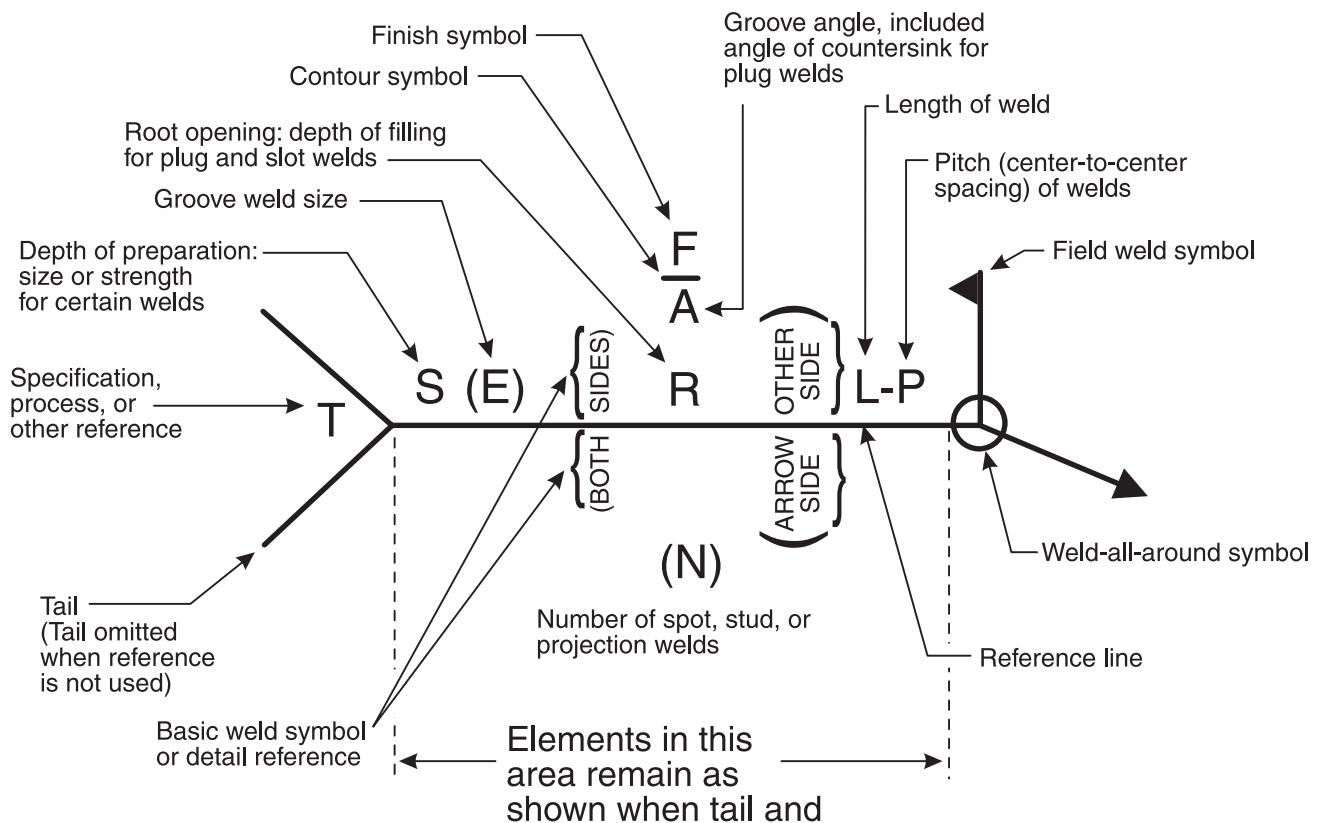 Finish symbol
Contour symbol
Root opening: depth of filling
for plug and slot welds
Groove weld size
Depth of preparation:
size or strength
for certain welds
Specification,
process, or
other reference
Groove angle, included
angle of countersink for
plug welds
Length of weld
Pitch (center-to-center
spacing) of welds
Field weld symbol
F
A
T
S (E)
R
L-P
(BOTH SIDES)
(ARROW SIDE
OTHER SIDE)
(N)
Number of spot, stud, or
projection welds
Weld-all-around symbol
Reference line
Tail
(Tail omitted
when reference
is not used)
Basic weld symbol
or detail reference
Elements in this
area remain as
shown when tail and